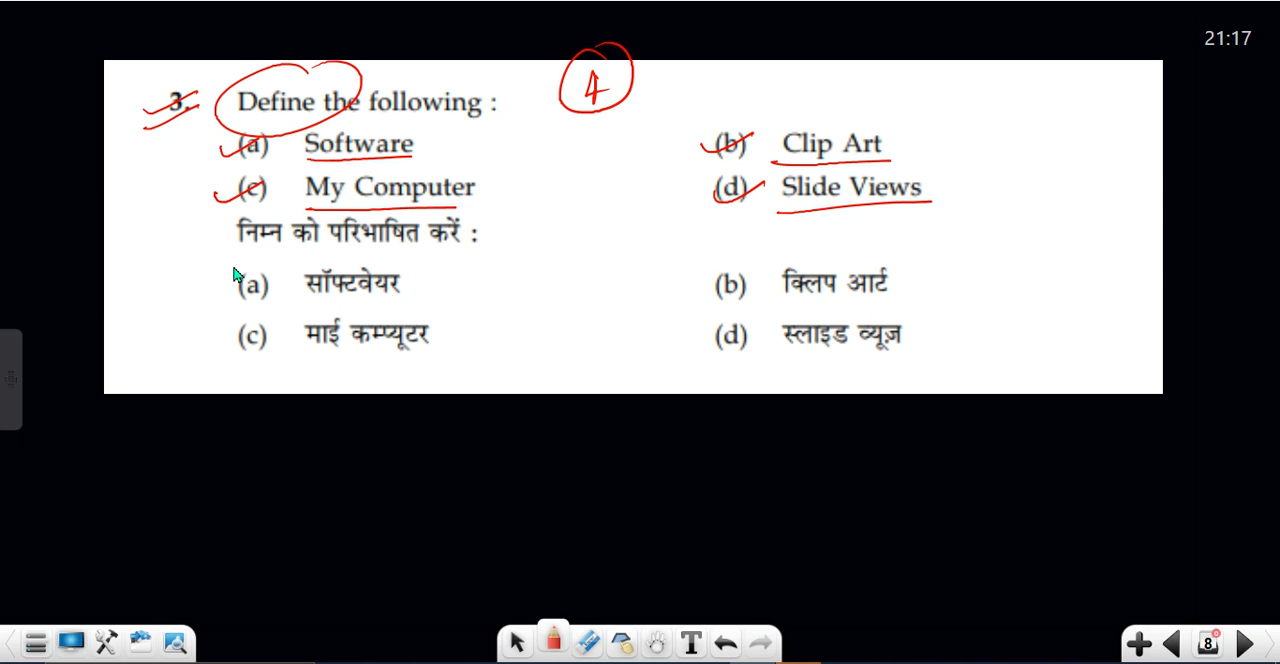 21:17
4
3. Define the following :
(a) Software (b) Clip Art
(c) My Computer (d) Slide Views
निम्न को परिभाषित करें :
(a) सॉफ्टवेयर (b) क्लिप आर्ट
(c) माई कम्प्यूटर (d) स्लाइड व्यूज़
T 8